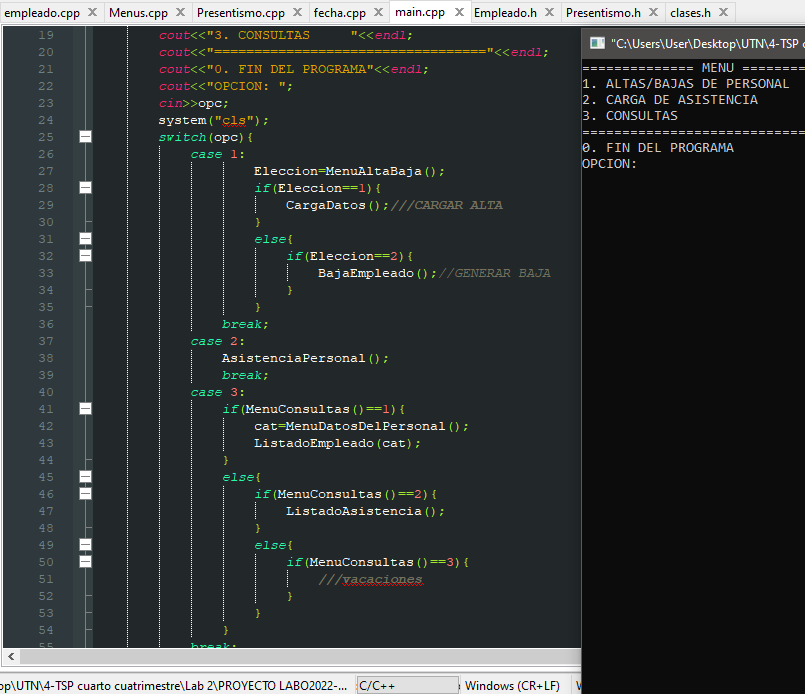 empleado.cpp Menus.cpp Presentismo.cpp fecha.cpp main.cpp Empleado.h Presentismo.h clases.h
19 cout<<"3. CONSULTAS     "<<endl;
20 cout<<"=================================="<<endl;
21 cout<<"0. FIN DEL PROGRAMA"<<endl;
22 cout<<"OPCION: ";
23 cin>>opc;
24 system("cls");
25 switch(opc){
26 case 1:
27 Eleccion=MenuAltaBaja();
28 if(Eleccion==1){
29 CargaDatos();///CARGAR ALTA
30 }
31 else{
32 if(Eleccion==2){
33 BajaEmpleado();//GENERAR BAJA
34 }
35 }
36 break;
37 case 2:
38 AsistenciaPersonal();
39 break;
40 case 3:
41 if(MenuConsultas()==1){
42 cat=MenuDatosDelPersonal();
43 ListadoEmpleado(cat);
44 }
45 else{
46 if(MenuConsultas()==2){
47 ListadoAsistencia();
48 }
49 else{
50 if(MenuConsultas()==3){
51 ///vacaciones
52 }
53 }
54 }
55 break;
"C:\Users\User\Desktop\UTN\4-TSP c
============== MENU ========
1. ALTAS/BAJAS DE PERSONAL
2. CARGA DE ASISTENCIA
3. CONSULTAS
============================
0. FIN DEL PROGRAMA
OPCION:
op\UTN\4-TSP cuarto cuatrimestre\Lab 2\PROYECTO LABO2022-... C/C++ Windows (CR+LF)